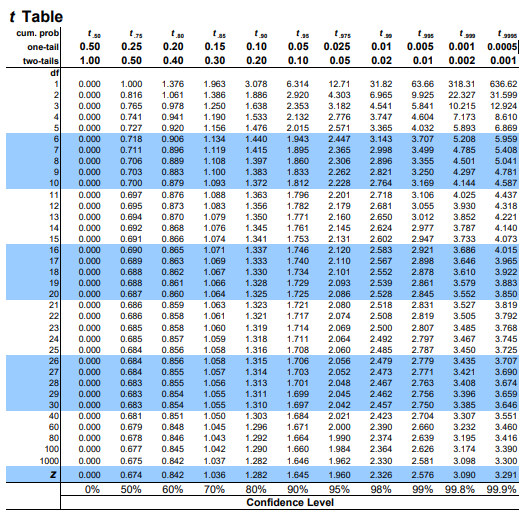 t Table
cum. prob t .50 t .75 t .80 t .85 t .90 t .95 t .975 t .99 t .995 t .999 t .9995
one-tail 0.50 0.25 0.20 0.15 0.10 0.05 0.025 0.01 0.005 0.001 0.0005
two-tails 1.00 0.50 0.40 0.30 0.20 0.10 0.05 0.02 0.01 0.002 0.001
df
1 0.000 1.000 1.376 1.963 3.078 6.314 12.71 31.82 63.66 318.31 636.62
2 0.000 0.816 1.061 1.386 1.886 2.920 4.303 6.965 9.925 22.327 31.599
3 0.000 0.765 0.978 1.250 1.638 2.353 3.182 4.541 5.841 10.215 12.924
4 0.000 0.741 0.941 1.190 1.533 2.132 2.776 3.747 4.604 7.173 8.610
5 0.000 0.727 0.920 1.156 1.476 2.015 2.571 3.365 4.032 5.893 6.869
6 0.000 0.718 0.906 1.134 1.440 1.943 2.447 3.143 3.707 5.208 5.959
7 0.000 0.711 0.896 1.119 1.415 1.895 2.365 2.998 3.499 4.785 5.408
8 0.000 0.706 0.889 1.108 1.397 1.860 2.306 2.896 3.355 4.501 5.041
9 0.000 0.703 0.883 1.100 1.383 1.833 2.262 2.821 3.250 4.297 4.781
10 0.000 0.700 0.879 1.093 1.372 1.812 2.228 2.764 3.169 4.144 4.587
11 0.000 0.697 0.876 1.088 1.363 1.796 2.201 2.718 3.106 4.025 4.437
12 0.000 0.695 0.873 1.083 1.356 1.782 2.179 2.681 3.055 3.930 4.318
13 0.000 0.694 0.870 1.079 1.350 1.771 2.160 2.650 3.012 3.852 4.221
14 0.000 0.692 0.868 1.076 1.345 1.761 2.145 2.624 2.977 3.787 4.140
15 0.000 0.691 0.866 1.074 1.341 1.753 2.131 2.602 2.947 3.733 4.073
16 0.000 0.690 0.865 1.071 1.337 1.746 2.120 2.583 2.921 3.686 4.015
17 0.000 0.689 0.863 1.069 1.333 1.740 2.110 2.567 2.898 3.646 3.965
18 0.000 0.688 0.862 1.067 1.330 1.734 2.101 2.552 2.878 3.610 3.922
19 0.000 0.688 0.861 1.066 1.328 1.729 2.093 2.539 2.861 3.579 3.883
20 0.000 0.687 0.860 1.064 1.325 1.725 2.086 2.528 2.845 3.552 3.850
21 0.000 0.686 0.859 1.063 1.323 1.721 2.080 2.518 2.831 3.527 3.819
22 0.000 0.686 0.858 1.061 1.321 1.717 2.074 2.508 2.819 3.505 3.792
23 0.000 0.685 0.858 1.060 1.319 1.714 2.069 2.500 2.807 3.485 3.768
24 0.000 0.685 0.857 1.059 1.318 1.711 2.064 2.492 2.797 3.467 3.745
25 0.000 0.684 0.856 1.058 1.316 1.708 2.060 2.485 2.787 3.450 3.725
26 0.000 0.684 0.856 1.058 1.315 1.706 2.056 2.479 2.779 3.435 3.707
27 0.000 0.684 0.855 1.057 1.314 1.703 2.052 2.473 2.771 3.421 3.690
28 0.000 0.683 0.855 1.056 1.313 1.701 2.048 2.467 2.763 3.408 3.674
29 0.000 0.683 0.854 1.055 1.311 1.699 2.045 2.462 2.756 3.396 3.659
30 0.000 0.683 0.854 1.055 1.310 1.697 2.042 2.457 2.750 3.385 3.646
40 0.000 0.681 0.851 1.050 1.303 1.684 2.021 2.423 2.704 3.307 3.551
60 0.000 0.679 0.848 1.045 1.296 1.671 2.000 2.390 2.660 3.232 3.460
80 0.000 0.678 0.846 1.043 1.292 1.664 1.990 2.374 2.639 3.195 3.416
100 0.000 0.677 0.845 1.042 1.290 1.660 1.984 2.364 2.626 3.174 3.390
1000 0.000 0.675 0.842 1.037 1.282 1.646 1.962 2.330 2.581 3.098 3.300
Z 0.000 0.674 0.842 1.036 1.282 1.645 1.960 2.326 2.576 3.090 3.291
0% 50% 60% 70% 80% 90% 95% 98% 99% 99.8% 99.9%
Confidence Level